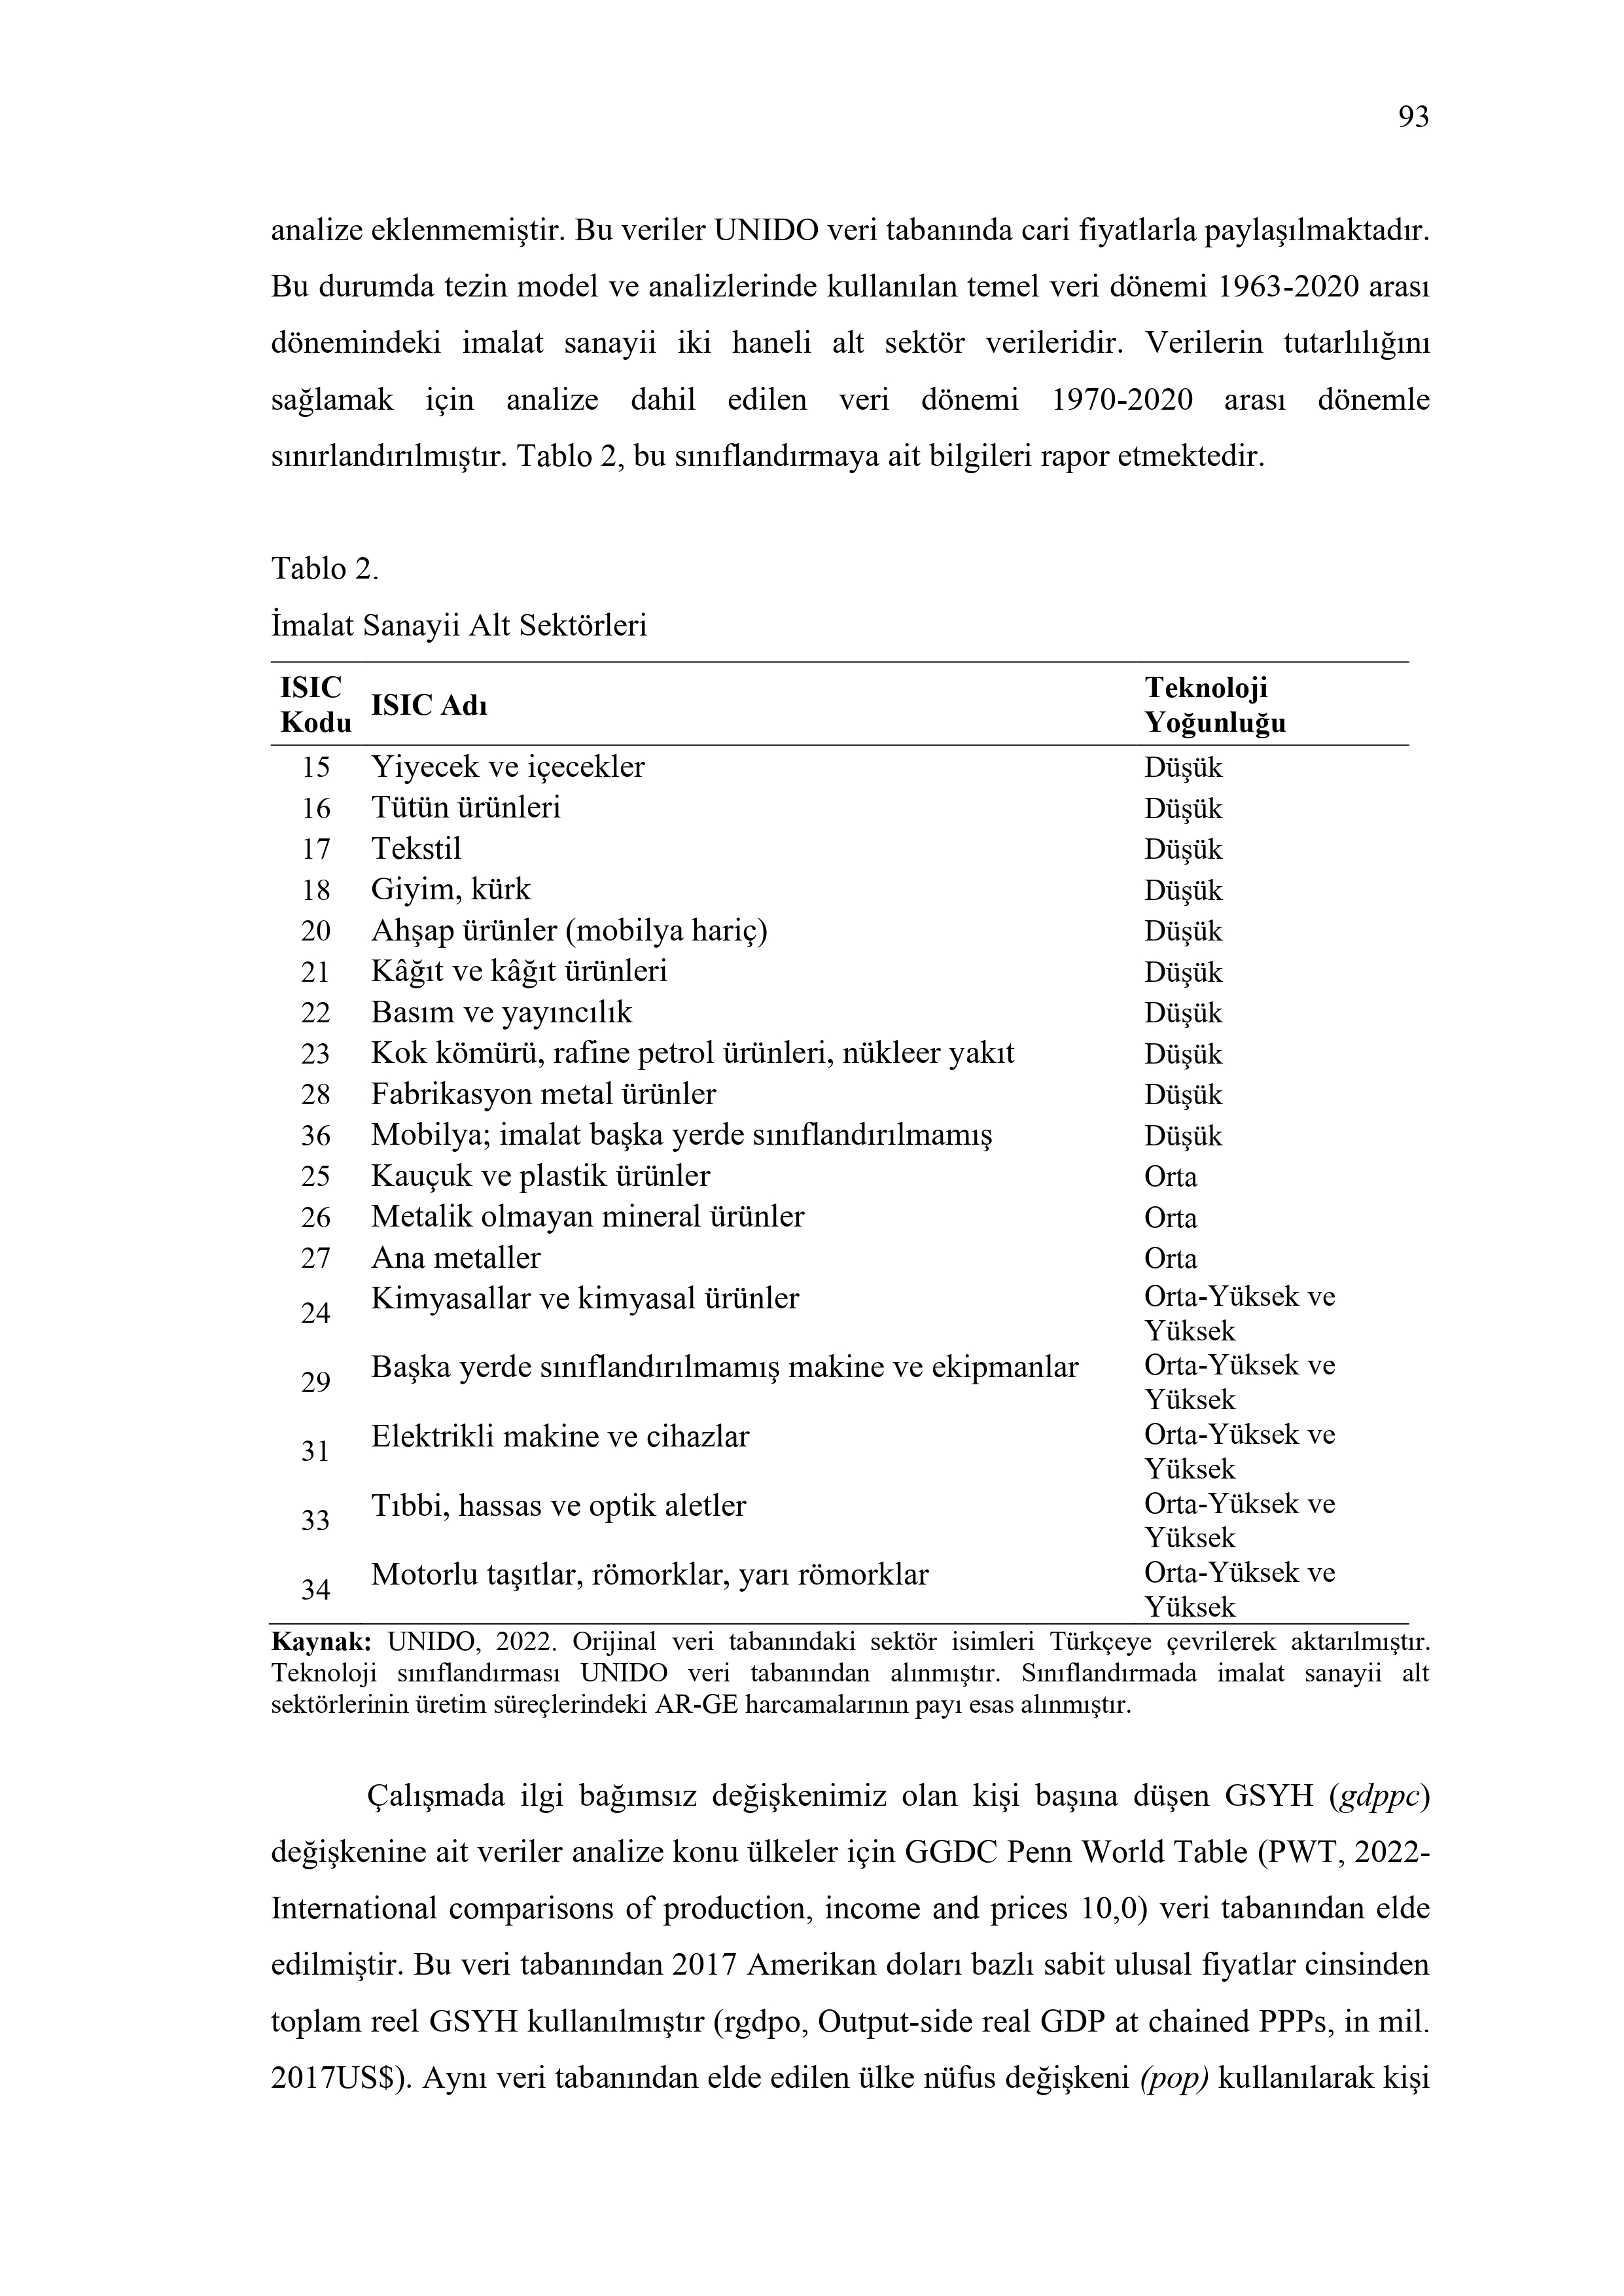 93
analize eklenmemiştir. Bu veriler UNIDO veri tabanında cari fiyatlarla paylaşılmaktadır.
Bu durumda tezin model ve analizlerinde kullanılan temel veri dönemi 1963-2020 arası
dönemindeki imalat sanayii iki haneli alt sektör verileridir. Verilerin tutarlılığını
sağlamak için analize dahil edilen veri dönemi 1970-2020 arası dönemle
sınırlandırılmıştır. Tablo 2, bu sınıflandırmaya ait bilgileri rapor etmektedir.
Tablo 2.
İmalat Sanayii Alt Sektörleri
ISIC Kodu ISIC Adı Teknoloji Yoğunluğu
15 Yiyecek ve içecekler Düşük
16 Tütün ürünleri Düşük
17 Tekstil Düşük
18 Giyim, kürk Düşük
20 Ahşap ürünler (mobilya hariç) Düşük
21 Kâğıt ve kâğıt ürünleri Düşük
22 Basım ve yayıncılık Düşük
23 Kok kömürü, rafine petrol ürünleri, nükleer yakıt Düşük
28 Fabrikasyon metal ürünler Düşük
36 Mobilya; imalat başka yerde sınıflandırılmamış Düşük
25 Kauçuk ve plastik ürünler Orta
26 Metalik olmayan mineral ürünler Orta
27 Ana metaller Orta
24 Kimyasallar ve kimyasal ürünler Orta-Yüksek ve
Yüksek
29 Başka yerde sınıflandırılmamış makine ve ekipmanlar Orta-Yüksek ve
Yüksek
31 Elektrikli makine ve cihazlar Orta-Yüksek ve
Yüksek
33 Tıbbi, hassas ve optik aletler Orta-Yüksek ve
Yüksek
34 Motorlu taşıtlar, römorklar, yarı römorklar Orta-Yüksek ve
Yüksek
Kaynak: UNIDO, 2022. Orijinal veri tabanındaki sektör isimleri Türkçeye çevrilerek aktarılmıştır.
Teknoloji sınıflandırması UNIDO veri tabanından alınmıştır. Sınıflandırmada imalat sanayii alt
sektörlerinin üretim süreçlerindeki AR-GE harcamalarının payı esas alınmıştır.
Çalışmada ilgi bağımsız değişkenimiz olan kişi başına düşen GSYH (gdppc)
değişkenine ait veriler analize konu ülkeler için GGDC Penn World Table (PWT, 2022-
International comparisons of production, income and prices 10,0) veri tabanından elde
edilmiştir. Bu veri tabanından 2017 Amerikan doları bazlı sabit ulusal fiyatlar cinsinden
toplam reel GSYH kullanılmıştır (rgdpo, Output-side real GDP at chained PPPs, in mil.
2017US$). Aynı veri tabanından elde edilen ülke nüfus değişkeni (pop) kullanılarak kişi